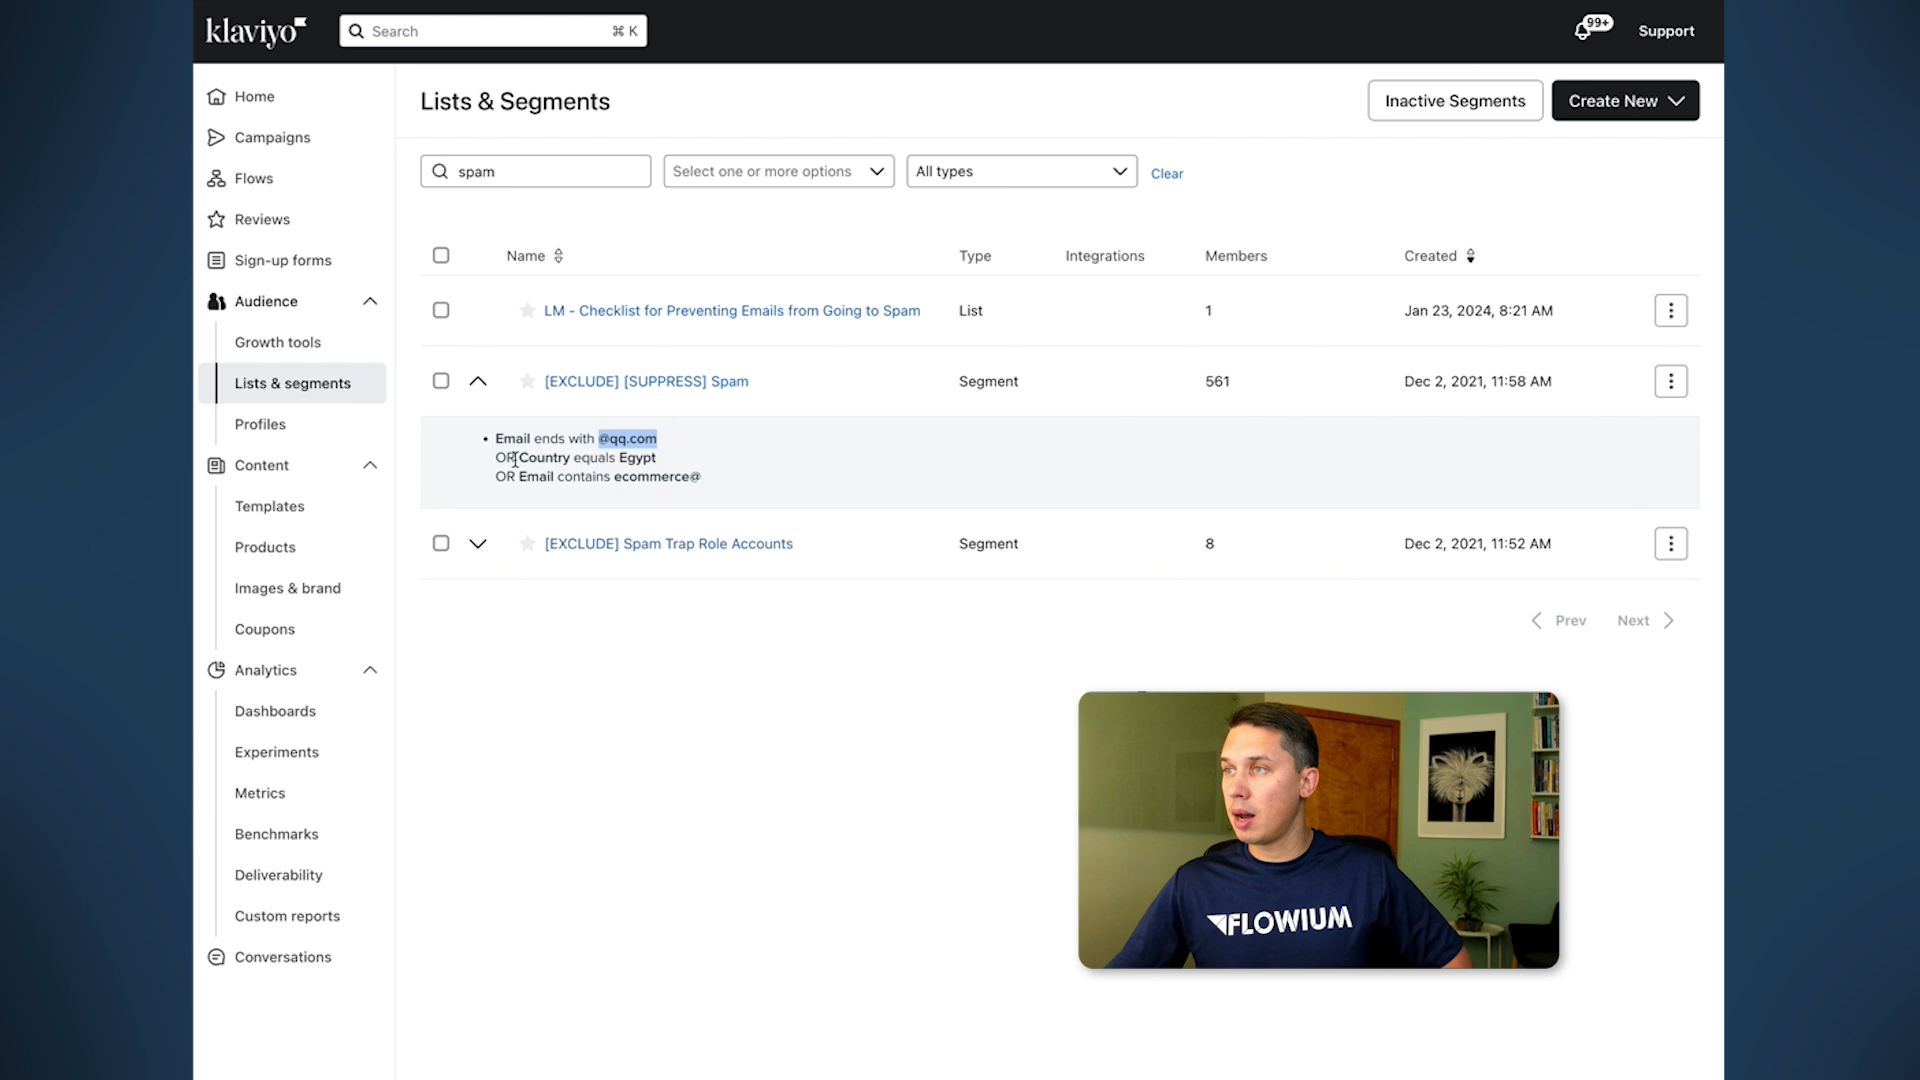 klaviyo
Search
⌘ K
99+
Support
Home
Campaigns
Flows
Reviews
Sign-up forms
Audience
Growth tools
Lists & segments
Profiles
Content
Templates
Products
Images & brand
Coupons
Analytics
Dashboards
Experiments
Metrics
Benchmarks
Deliverability
Custom reports
Conversations
Lists & Segments
Inactive Segments
Create New
spam
Select one or more options
All types
Clear
Name Type Integrations Members Created
LM - Checklist for Preventing Emails from Going to Spam List 1 Jan 23, 2024, 8:21 AM
[EXCLUDE] [SUPPRESS] Spam Segment 561 Dec 2, 2021, 11:58 AM
• Email ends with @qq.com
OR Country equals Egypt
OR Email contains ecommerce@
[EXCLUDE] Spam Trap Role Accounts Segment 8 Dec 2, 2021, 11:52 AM
Prev Next
FLOWIUM